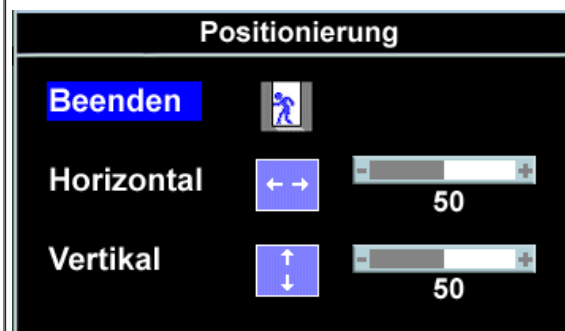 Positionierung
Beenden
Horizontal
- +
50
Vertikal
- +
50